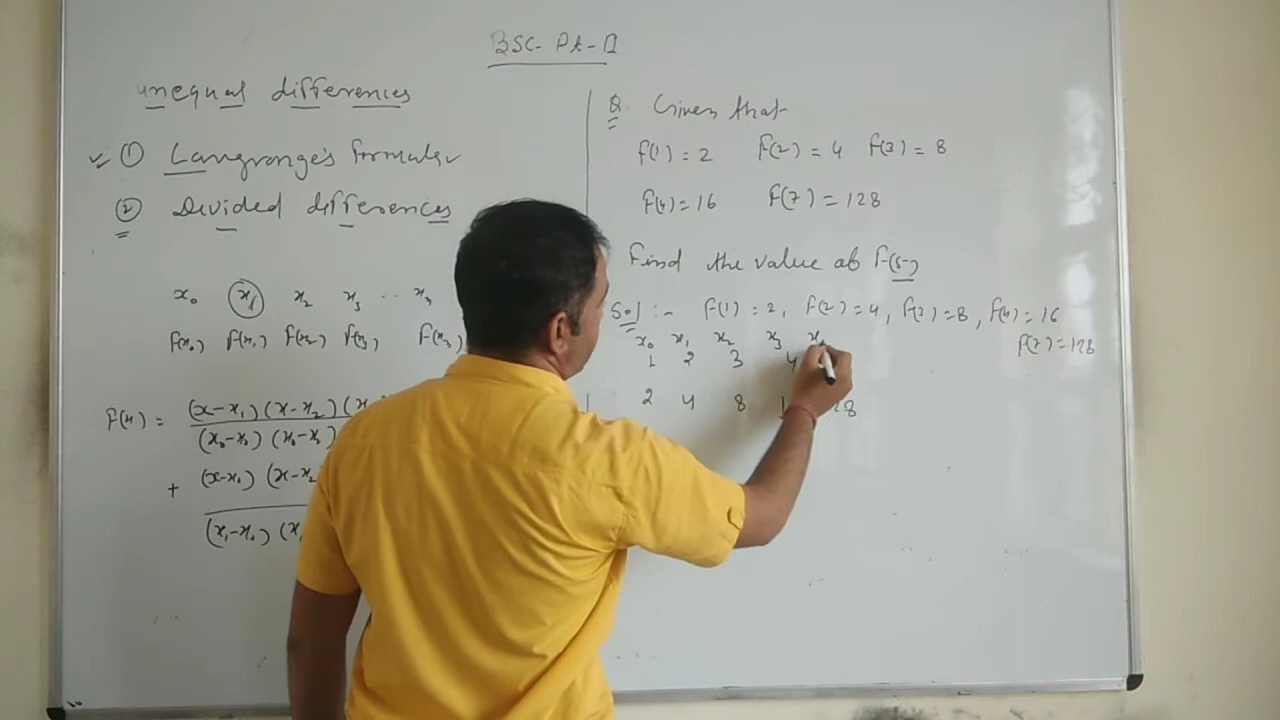 BSC- Pt-II
unequal differences
① Langrange's formula
② Divided differences
x₀ x₁ x₂ x₃ .. xₙ
f(x₀) f(x₁) f(x₂) f(x₃)
F(x) = (x-x₁)(x-x₂)(x
(x₀-x₁) (x₀-x₂)
+ (x-x₀) (x-x₂
(x₁-x₀) (x₁
Q. Given that
f(1) = 2 f(2) = 4 f(3) = 8
f(4) = 16 f(7) = 128
Find the value of f(5)
Sol :- f(1) = 2, f(2) = 4, f(3) = 8, f(4) = 16
f(7) = 128
x₀ x₁ x₂ x₃
1 2 3 4
2 4 8